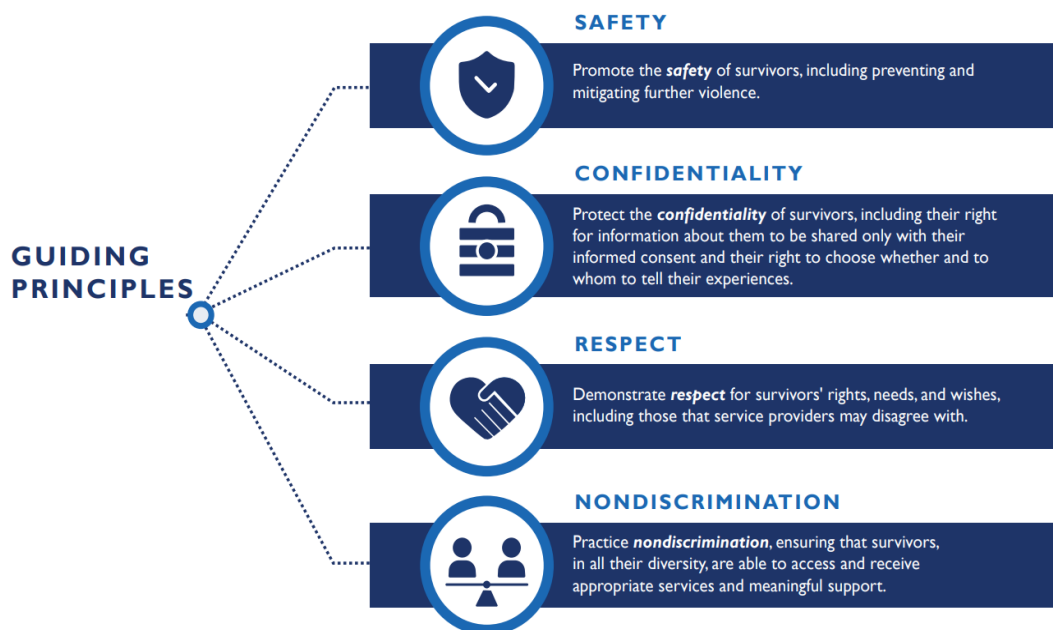 GUIDING
PRINCIPLES
SAFETY
Promote the safety of survivors, including preventing and
mitigating further violence.
CONFIDENTIALITY
Protect the confidentiality of survivors, including their right
for information about them to be shared only with their
informed consent and their right to choose whether and to
whom to tell their experiences.
RESPECT
Demonstrate respect for survivors' rights, needs, and wishes,
including those that service providers may disagree with.
NONDISCRIMINATION
Practice nondiscrimination, ensuring that survivors,
in all their diversity, are able to access and receive
appropriate services and meaningful support.